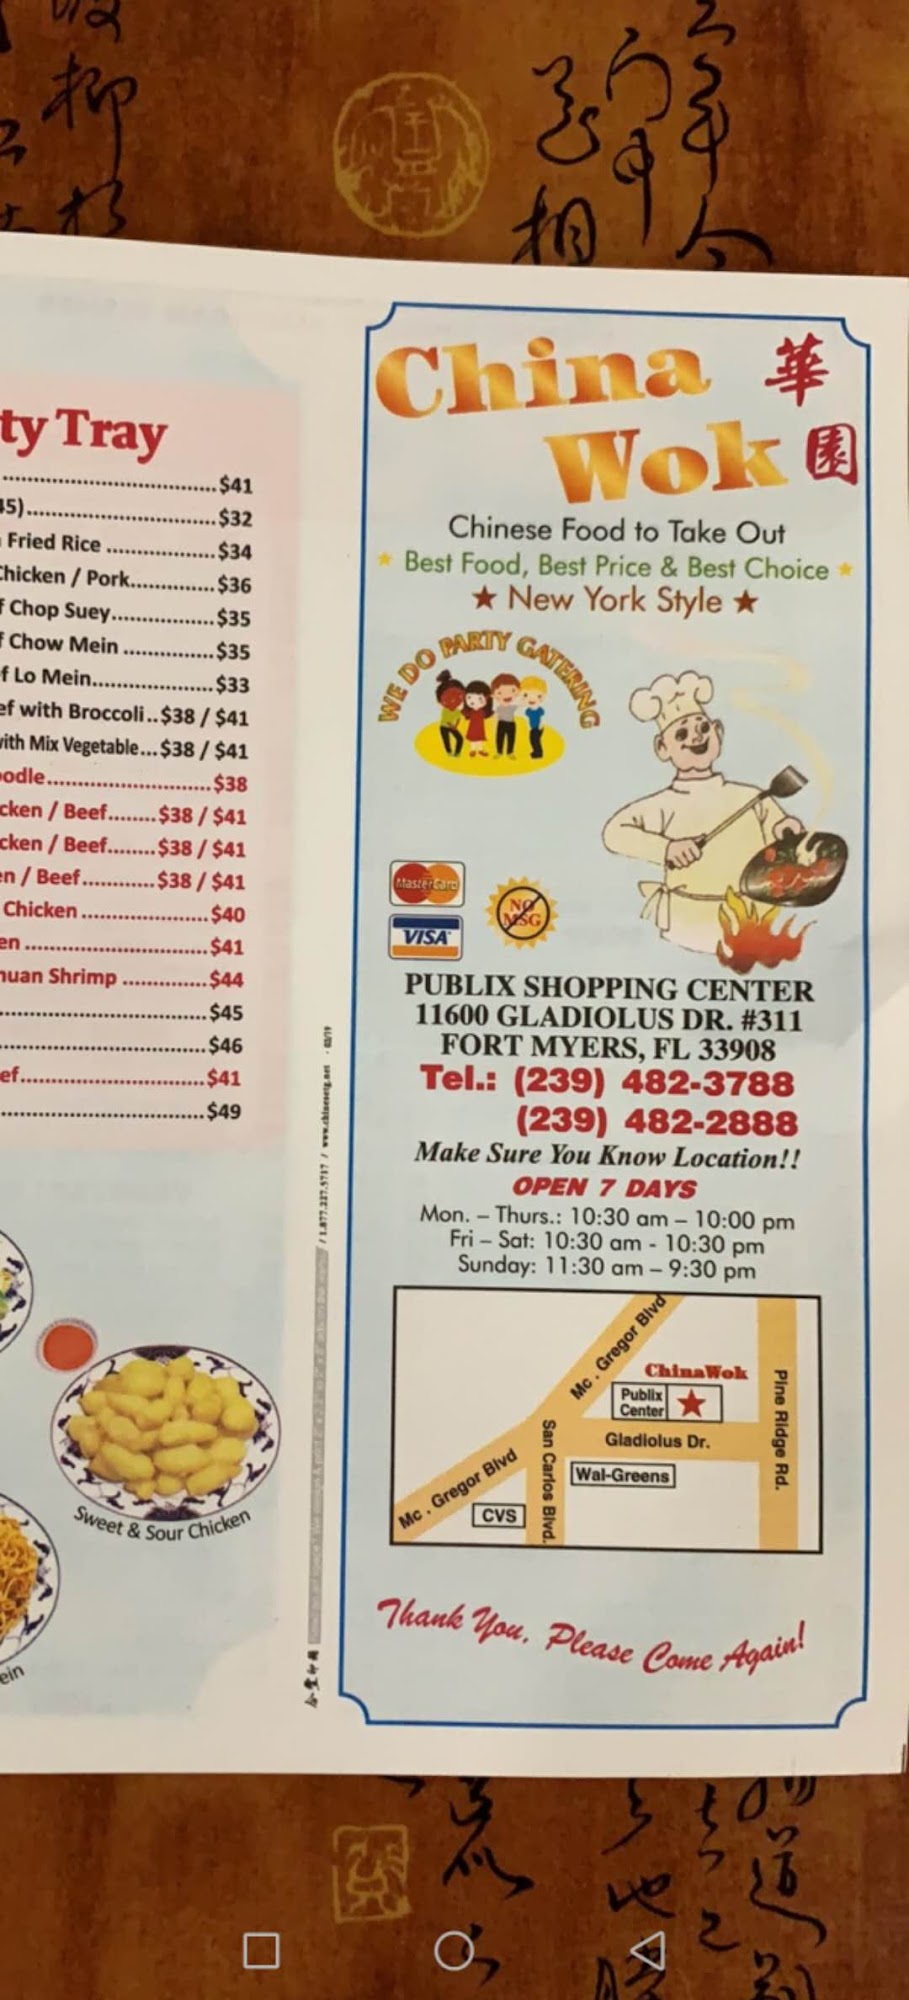 ty Tray
$41
45) $32
Fried Rice $34
Chicken / Pork $36
f Chop Suey $35
f Chow Mein $35
ef Lo Mein $33
ef with Broccoli..$38 / $41
with Mix Vegetable...$38 / $41
oodle $38
cken / Beef $38 / $41
cken / Beef $38 / $41
en / Beef $38 / $41
Chicken $40
en $41
huan Shrimp $44
$45
$46
ef $41
$49
Sweet & Sour Chicken
ein
China
Wok
華
園
Chinese Food to Take Out
Best Food, Best Price & Best Choice
★ New York Style ★
WE DO PARTY GATERING
MasterCard
VISA
NO
MSG
PUBLIX SHOPPING CENTER
11600 GLADIOLUS DR. #311
FORT MYERS, FL 33908
Tel.: (239) 482-3788
(239) 482-2888
Make Sure You Know Location!!
OPEN 7 DAYS
Mon. – Thurs.: 10:30 am – 10:00 pm
Fri – Sat: 10:30 am - 10:30 pm
Sunday: 11:30 am – 9:30 pm
Mc . Gregor Blvd
ChinaWok
Publix
Center
Pine Ridge Rd.
Gladiolus Dr.
San Carlos Blvd.
Wal-Greens
Mc . Gregor Blvd
CVS
Thank You, Please Come Again!